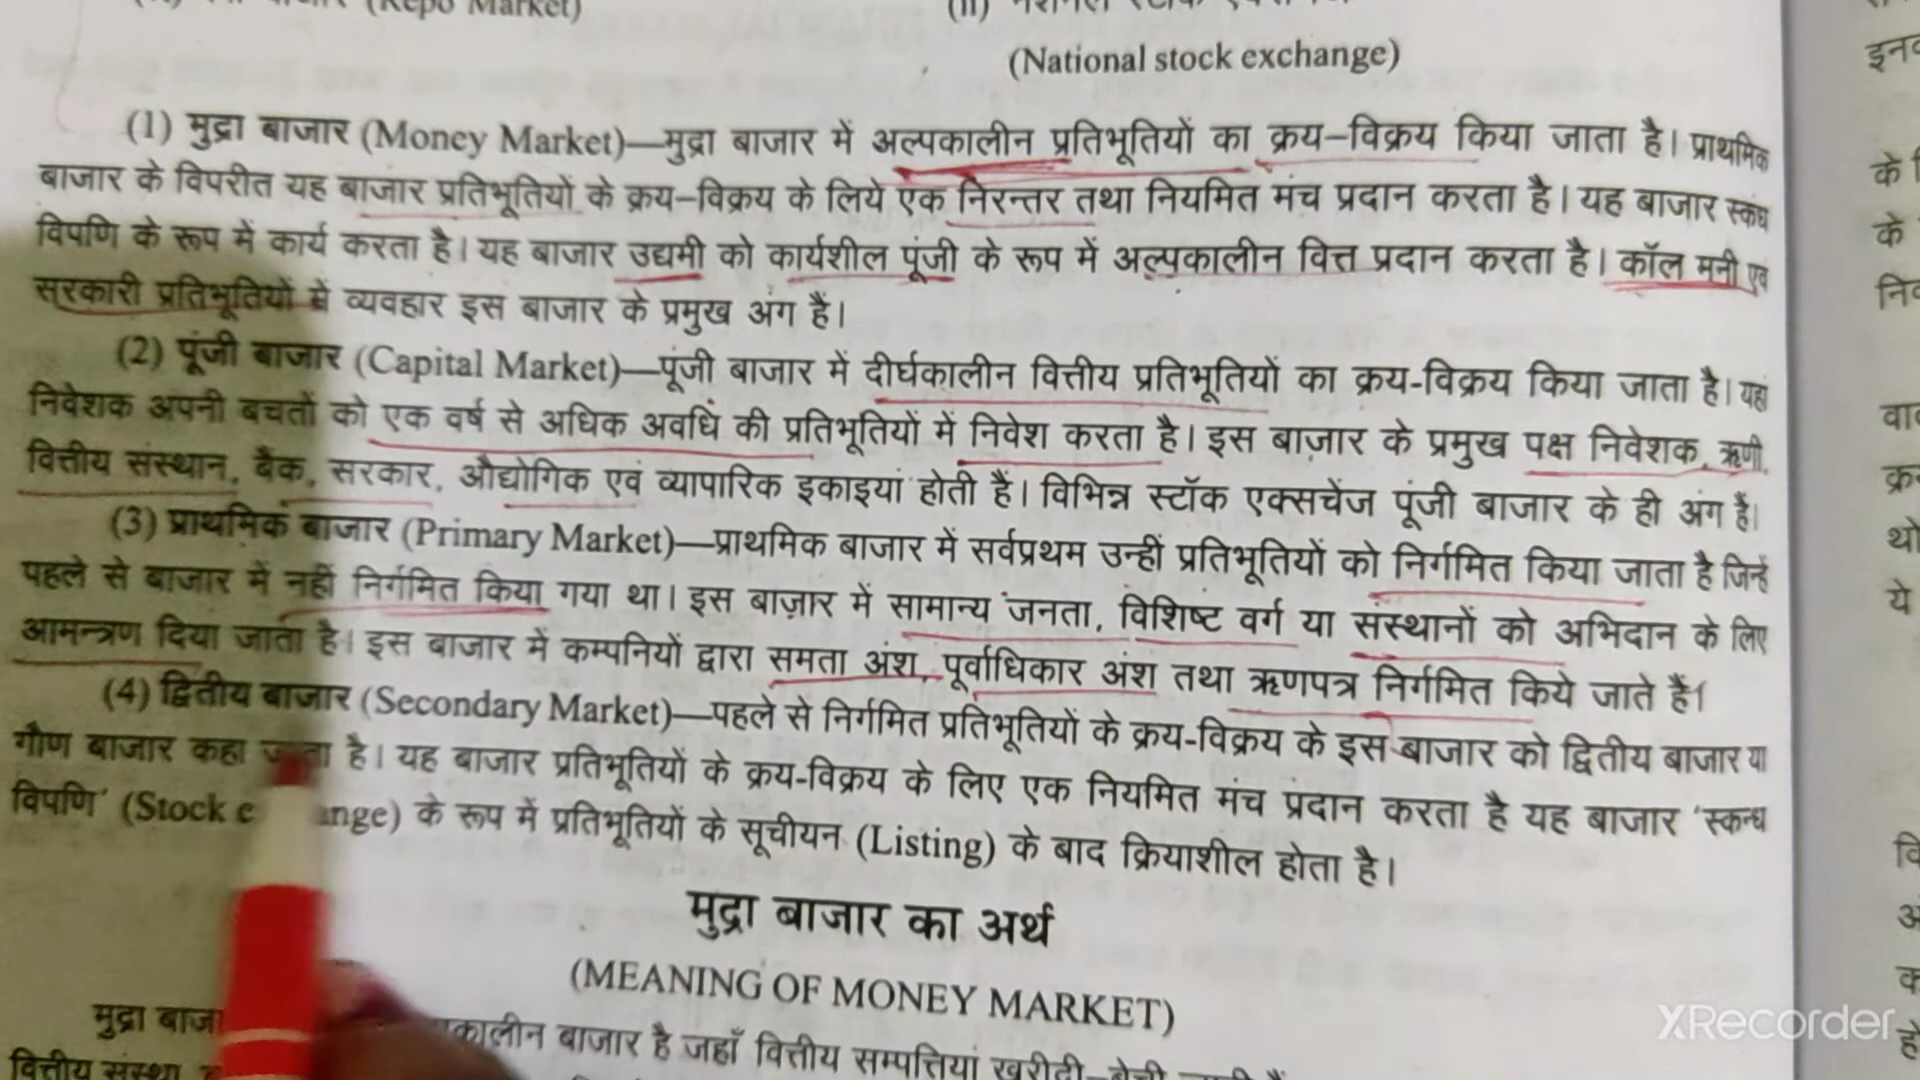 (Repo Market)
(ii)
(National stock exchange)
(1) मुद्रा बाजार (Money Market)—मुद्रा बाजार में अल्पकालीन प्रतिभूतियों का क्रय–विक्रय किया जाता है। प्राथमिक
बाजार के विपरीत यह बाजार प्रतिभूतियों के क्रय–विक्रय के लिये एक निरन्तर तथा नियमित मंच प्रदान करता है। यह बाजार स्कंध
विपणि के रूप में कार्य करता है। यह बाजार उद्यमी को कार्यशील पूंजी के रूप में अल्पकालीन वित्त प्रदान करता है। कॉल मनी एवं
सरकारी प्रतिभूतियों में व्यवहार इस बाजार के प्रमुख अंग हैं।
(2) पूंजी बाजार (Capital Market)—पूंजी बाजार में दीर्घकालीन वित्तीय प्रतिभूतियों का क्रय-विक्रय किया जाता है। यहां
निवेशक अपनी बचतों को एक वर्ष से अधिक अवधि की प्रतिभूतियों में निवेश करता है। इस बाज़ार के प्रमुख पक्ष निवेशक, ऋणी,
वित्तीय संस्थान, बैंक, सरकार, औद्योगिक एवं व्यापारिक इकाइयां होती हैं। विभिन्न स्टॉक एक्सचेंज पूंजी बाजार के ही अंग हैं।
(3) प्राथमिक बाजार (Primary Market)—प्राथमिक बाजार में सर्वप्रथम उन्हीं प्रतिभूतियों को निर्गमित किया जाता है जिन्हें
पहले से बाजार में नहीं निर्गमित किया गया था। इस बाज़ार में सामान्य जनता, विशिष्ट वर्ग या संस्थानों को अभिदान के लिए
आमन्त्रण दिया जाता है। इस बाजार में कम्पनियों द्वारा समता अंश, पूर्वाधिकार अंश तथा ऋणपत्र निर्गमित किये जाते हैं।
(4) द्वितीय बाजार (Secondary Market)—पहले से निर्गमित प्रतिभूतियों के क्रय-विक्रय के इस बाजार को द्वितीय बाजार या
गौण बाजार कहा जाता है। यह बाजार प्रतिभूतियों के क्रय-विक्रय के लिए एक नियमित मंच प्रदान करता है यह बाजार 'स्कन्ध
विपणि' (Stock e ange) के रूप में प्रतिभूतियों के सूचीयन (Listing) के बाद क्रियाशील होता है।
मुद्रा बाजार का अर्थ
(MEANING OF MONEY MARKET)
मुद्रा बाजा कालीन बाजार है जहाँ वित्तीय सम्पत्तियां खरीदी–बेची
वित्तीय संस्था
इनव
के
के
निव
वाद
क्र
थो
ये
XRecorder